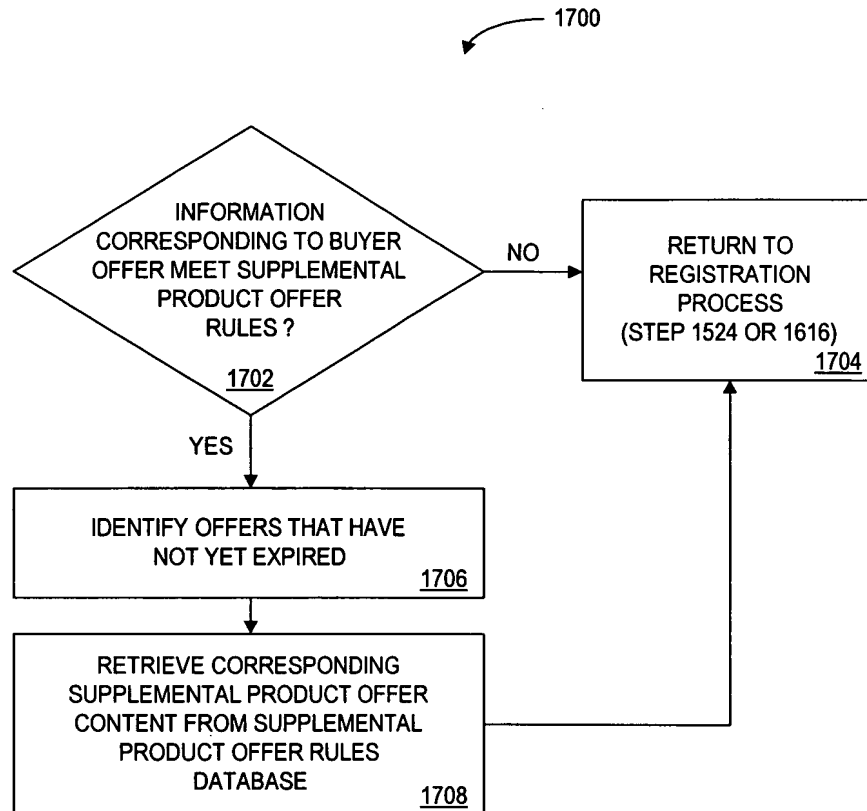 1700
INFORMATION
CORRESPONDING TO BUYER
OFFER MEET SUPPLEMENTAL
PRODUCT OFFER
RULES ?
1702
NO
RETURN TO
REGISTRATION
PROCESS
(STEP 1524 OR 1616)
1704
YES
IDENTIFY OFFERS THAT HAVE
NOT YET EXPIRED
1706
RETRIEVE CORRESPONDING
SUPPLEMENTAL PRODUCT OFFER
CONTENT FROM SUPPLEMENTAL
PRODUCT OFFER RULES
DATABASE
1708